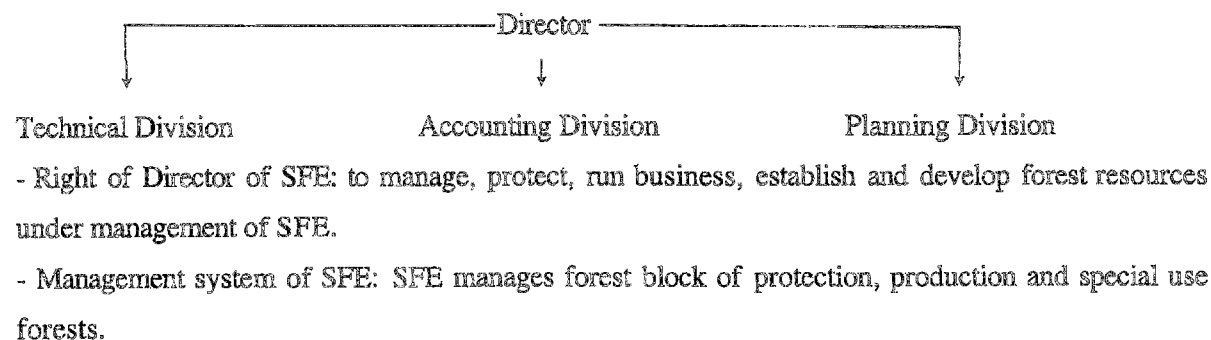 Director
Technical Division Accounting Division Planning Division
- Right of Director of SFE: to manage, protect, run business, establish and develop forest resources
under management of SFE.
- Management system of SFE: SFE manages forest block of protection, production and special use
forests.